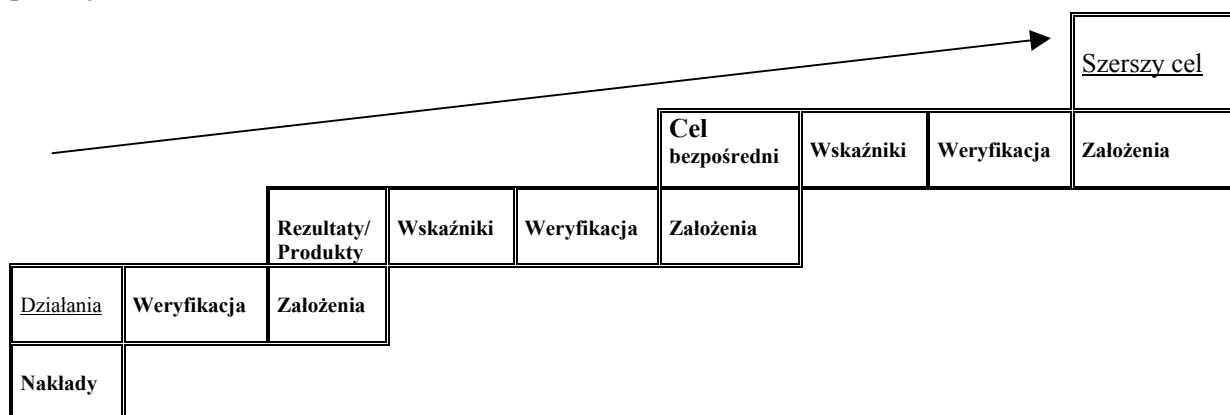 Szerszy cel
Cel
bezpośredni
Wskaźniki
Weryfikacja
Założenia
Rezultaty/
Produkty
Wskaźniki
Weryfikacja
Założenia
Działania
Weryfikacja
Założenia
Nakłady